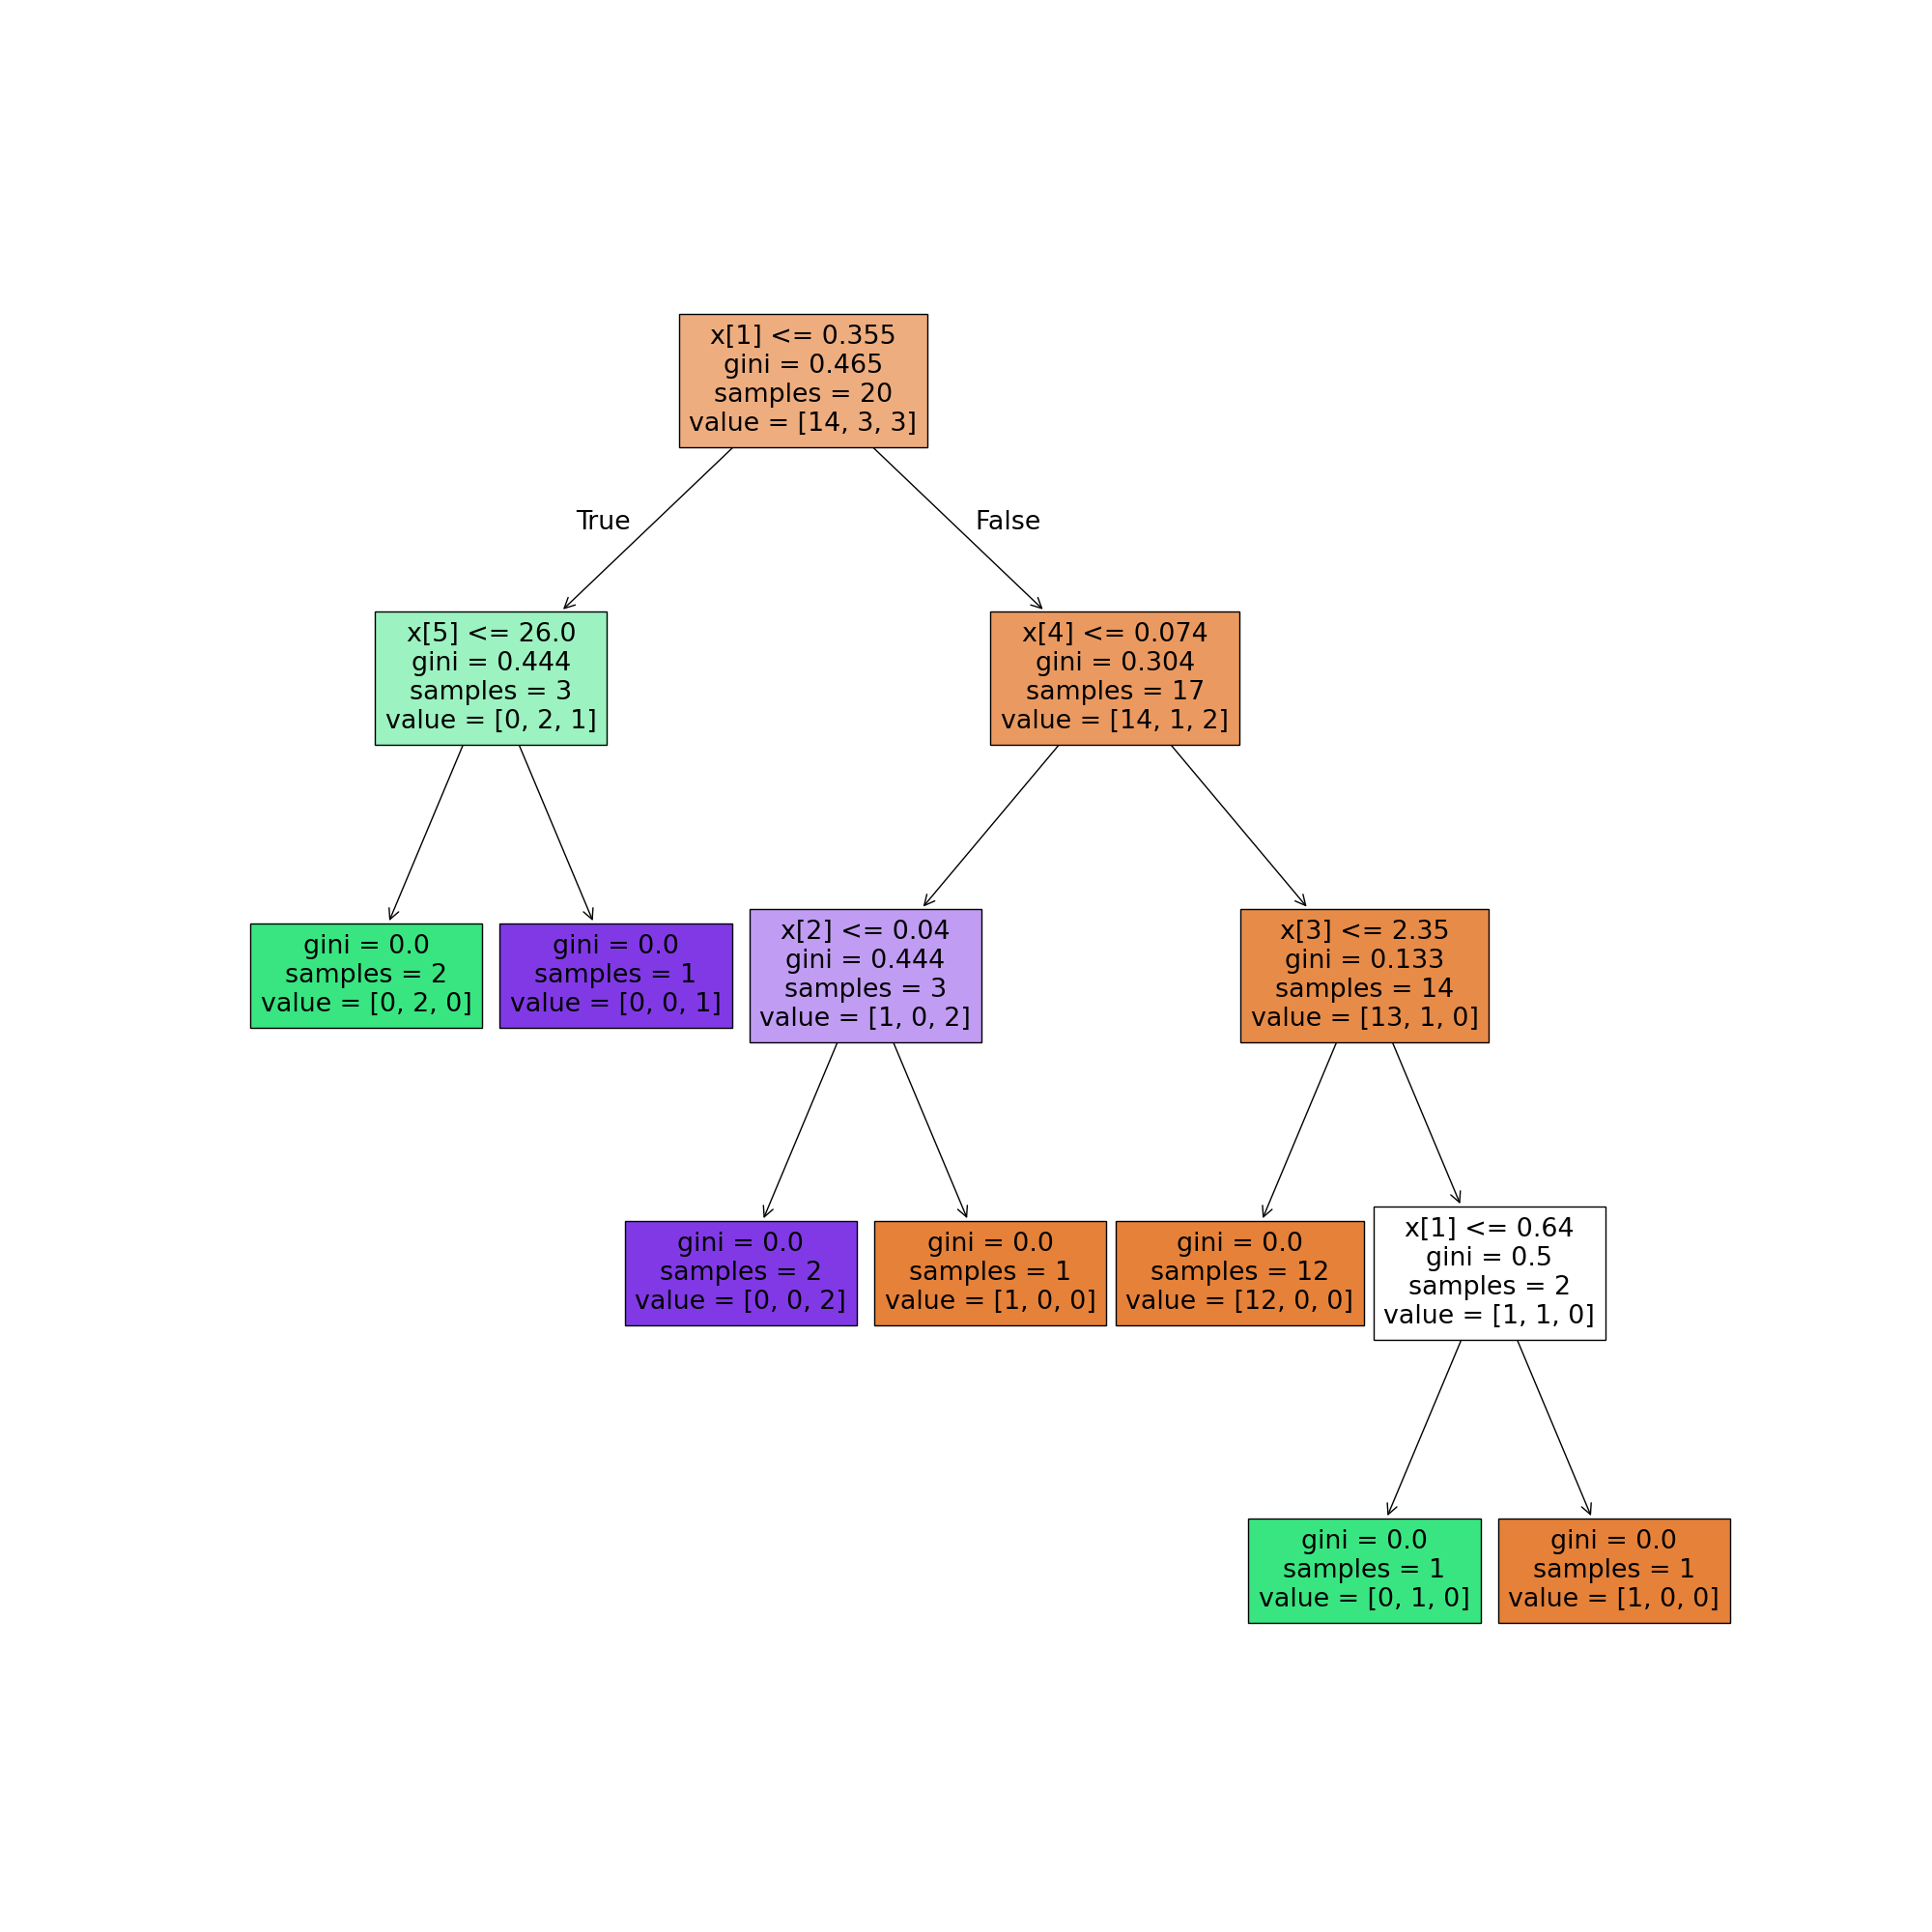 x[1] <= 0.355
gini = 0.465
samples = 20
value = [14, 3, 3]
True
False
x[5] <= 26.0
gini = 0.444
samples = 3
value = [0, 2, 1]
x[4] <= 0.074
gini = 0.304
samples = 17
value = [14, 1, 2]
gini = 0.0
samples = 2
value = [0, 2, 0]
gini = 0.0
samples = 1
value = [0, 0, 1]
x[2] <= 0.04
gini = 0.444
samples = 3
value = [1, 0, 2]
x[3] <= 2.35
gini = 0.133
samples = 14
value = [13, 1, 0]
gini = 0.0
samples = 2
value = [0, 0, 2]
gini = 0.0
samples = 1
value = [1, 0, 0]
gini = 0.0
samples = 12
value = [12, 0, 0]
x[1] <= 0.64
gini = 0.5
samples = 2
value = [1, 1, 0]
gini = 0.0
samples = 1
value = [0, 1, 0]
gini = 0.0
samples = 1
value = [1, 0, 0]